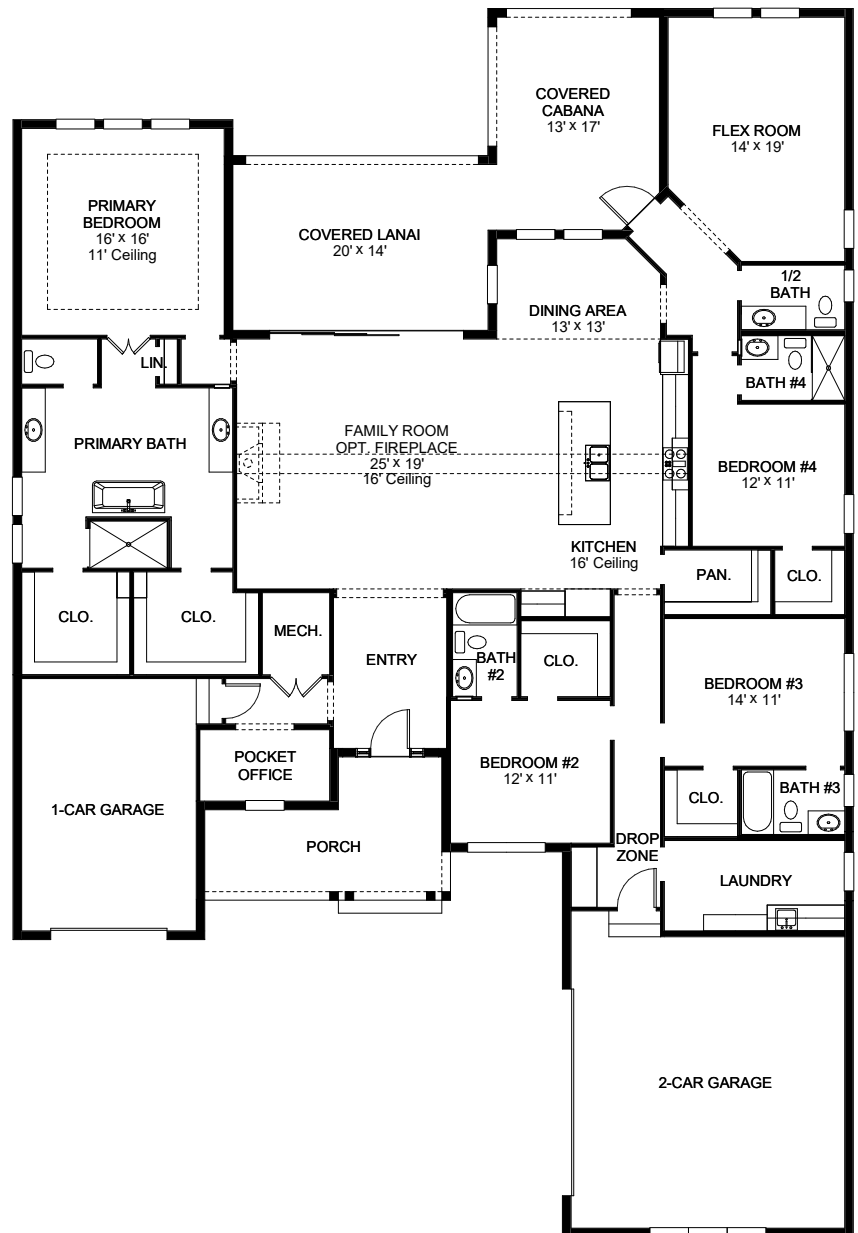 COVERED
CABANA
13' x 17'
FLEX ROOM
14' x 19'
PRIMARY
BEDROOM
16' x 16'
11' Ceiling
COVERED LANAI
20' x 14'
1/2
BATH
DINING AREA
13' x 13'
LIN.
BATH #4
PRIMARY BATH
FAMILY ROOM
OPT. FIREPLACE
25' x 19'
16' Ceiling
BEDROOM #4
12' x 11'
KITCHEN
16' Ceiling
PAN.
CLO.
CLO.
CLO.
MECH.
ENTRY
BATH
#2
CLO.
BEDROOM #3
14' x 11'
POCKET
OFFICE
BEDROOM #2
12' x 11'
CLO.
BATH #3
1-CAR GARAGE
PORCH
DROP
ZONE
LAUNDRY
2-CAR GARAGE